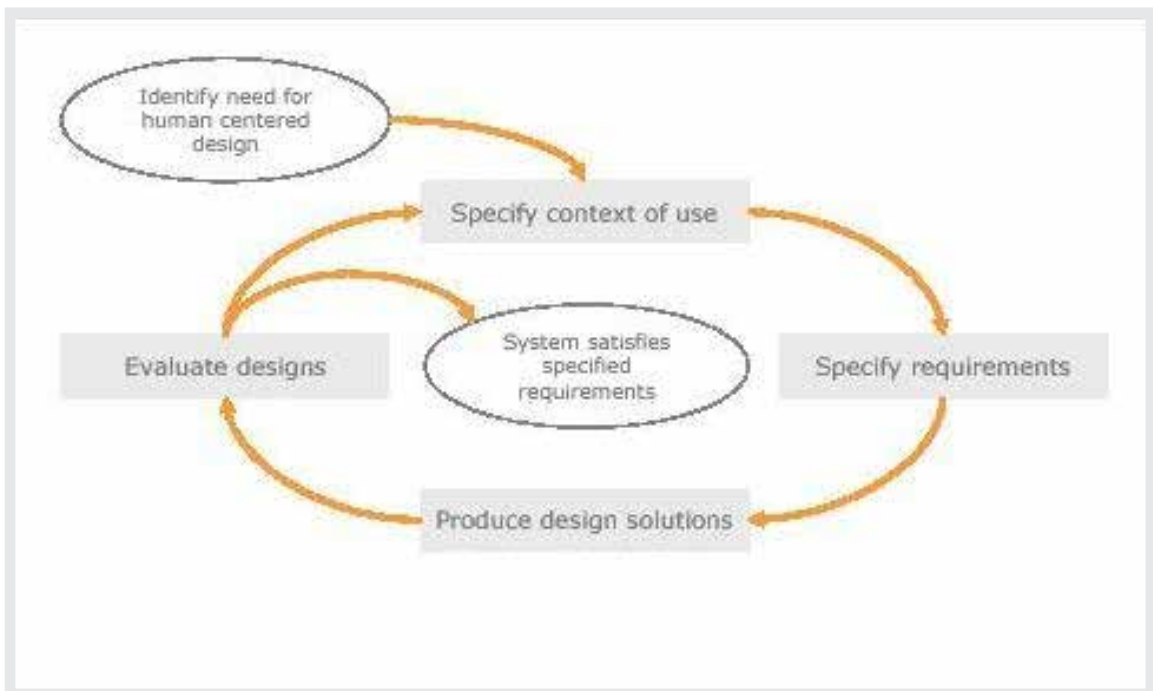 Identify need for
human centered
design
Specify context of use
Evaluate designs
System satisfies
specified
requirements
Specify requirements
Produce design solutions